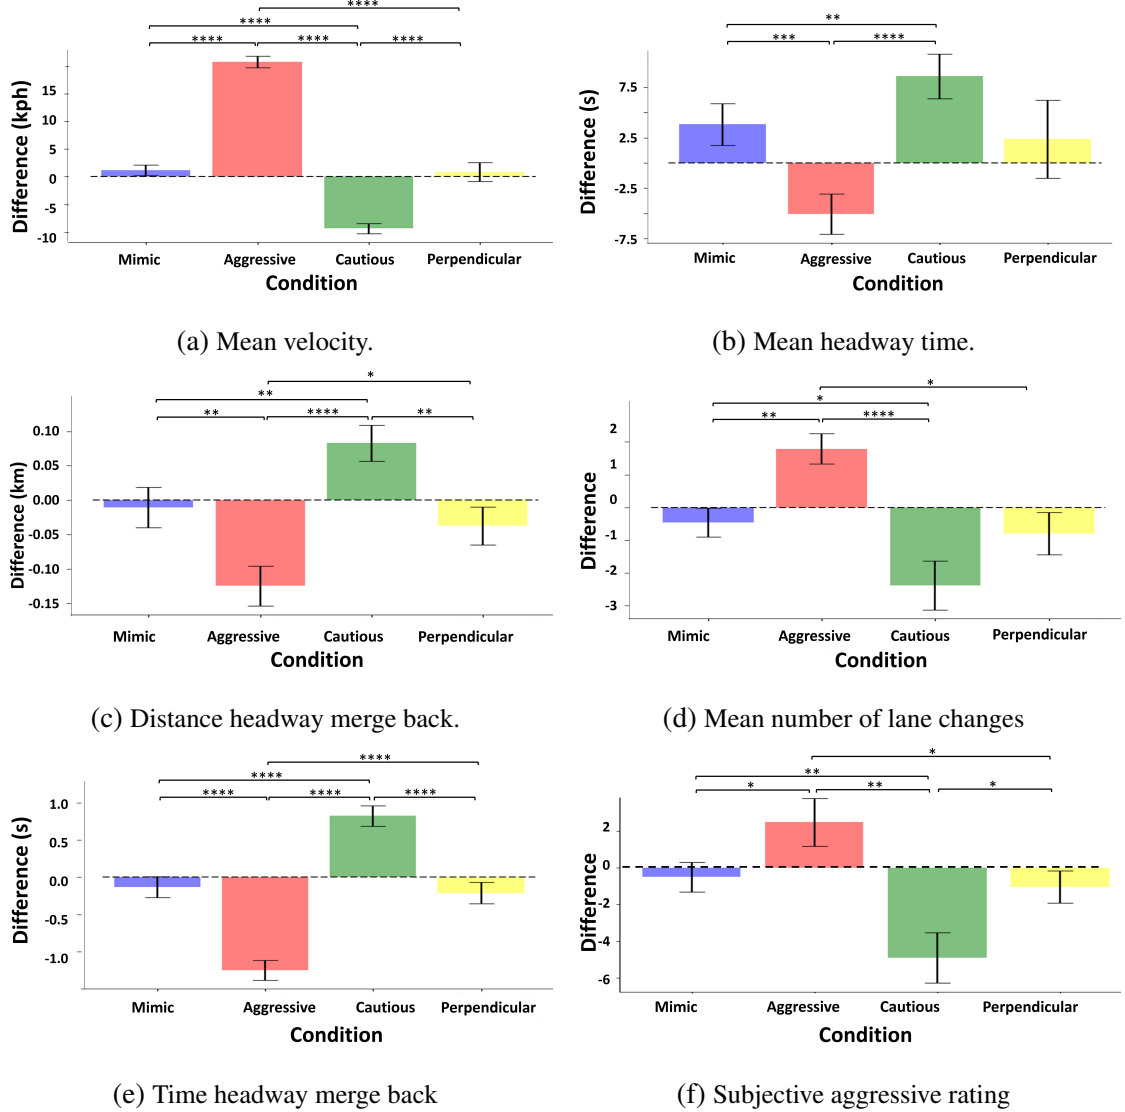 ****
****
**** **** ****
Difference (kph)
15
10
5
0
-5
-10
Mimic Aggressive Cautious Perpendicular
Condition
(a) Mean velocity.
**
*** ****
Difference (s)
7.5
2.5
-2.5
-7.5
Mimic Aggressive Cautious Perpendicular
Condition
(b) Mean headway time.
*
**
** **** **
Difference (km)
0.10
0.05
0.00
-0.05
-0.10
-0.15
Mimic Aggressive Cautious Perpendicular
Condition
(c) Distance headway merge back.
*
*
** ****
Difference
2
1
0
-1
-2
-3
Mimic Aggressive Cautious Perpendicular
Condition
(d) Mean number of lane changes
****
****
**** **** ****
Difference (s)
1.0
0.5
0.0
-0.5
-1.0
Mimic Aggressive Cautious Perpendicular
Condition
(e) Time headway merge back
*
**
* ** *
Difference
2
0
-2
-4
-6
Mimic Aggressive Cautious Perpendicular
Condition
(f) Subjective aggressive rating